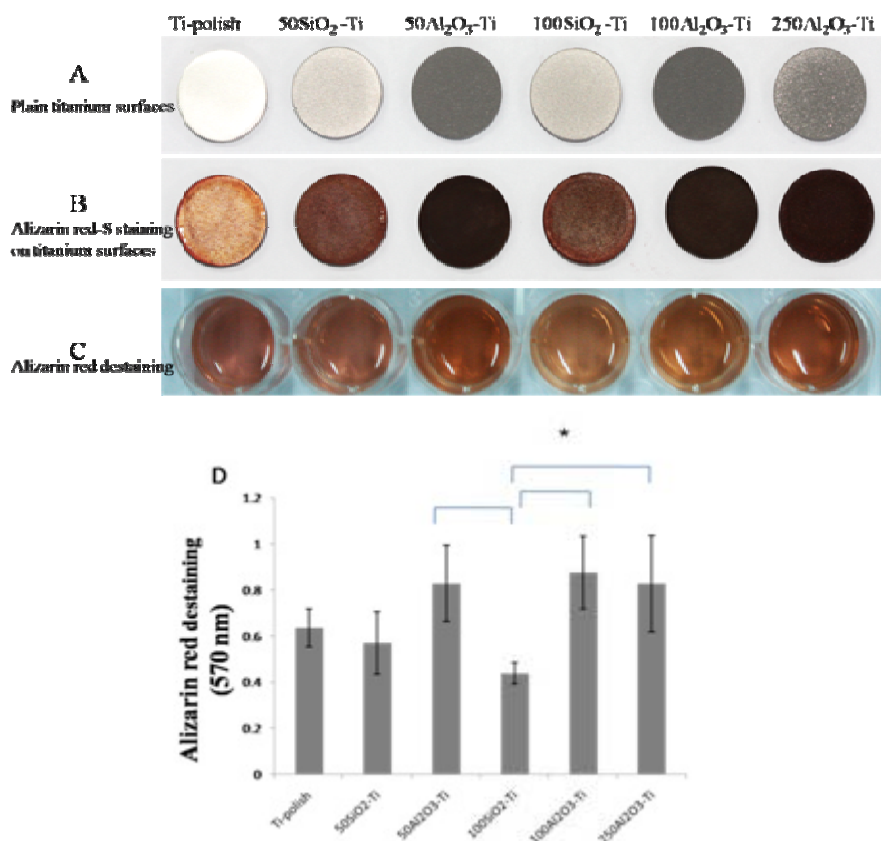 Ti-polish 50SiO₂-Ti 50Al₂O₃-Ti 100SiO₂-Ti 100Al₂O₃-Ti 250Al₂O₃-Ti
A
Plain titanium surfaces
B
Alizarin red-S staining
on titanium surfaces
C
Alizarin red destaining
*
D
Alizarin red destaining
(570 nm)
1.2
1
0.8
0.6
0.4
0.2
0
Ti-polish 50SiO2-Ti 50Al2O3-Ti 100SiO2-Ti 100Al2O3-Ti 250Al2O3-Ti